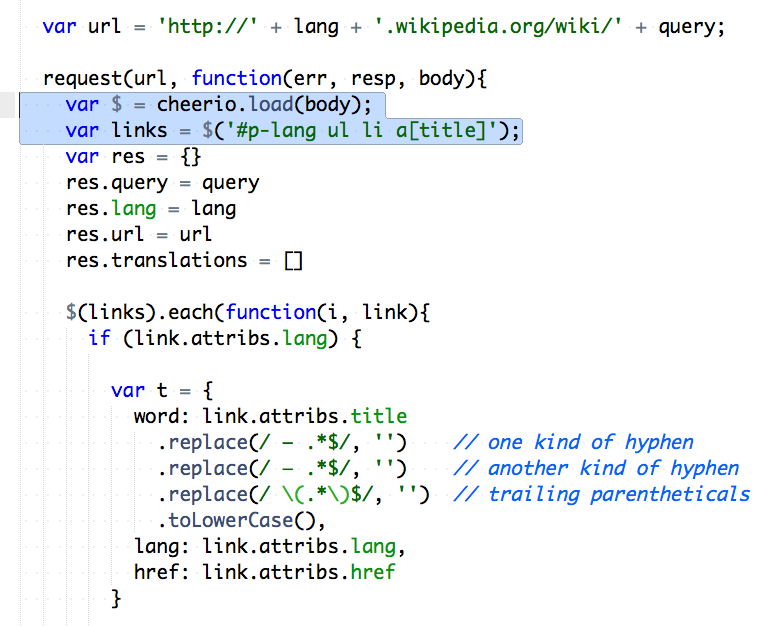 var url = 'http://' + lang + '.wikipedia.org/wiki/' + query;
request(url, function(err, resp, body){
var $ = cheerio.load(body);
var links = $('#p-lang ul li a[title]');
var res = {}
res.query = query
res.lang = lang
res.url = url
res.translations = []
$(links).each(function(i, link){
if (link.attribs.lang) {
var t = {
word: link.attribs.title
.replace(/ – .*$/, '') // one kind of hyphen
.replace(/ — .*$/, '') // another kind of hyphen
.replace(/ \(.*\)$/, '') // trailing parentheticals
.toLowerCase(),
lang: link.attribs.lang,
href: link.attribs.href
}